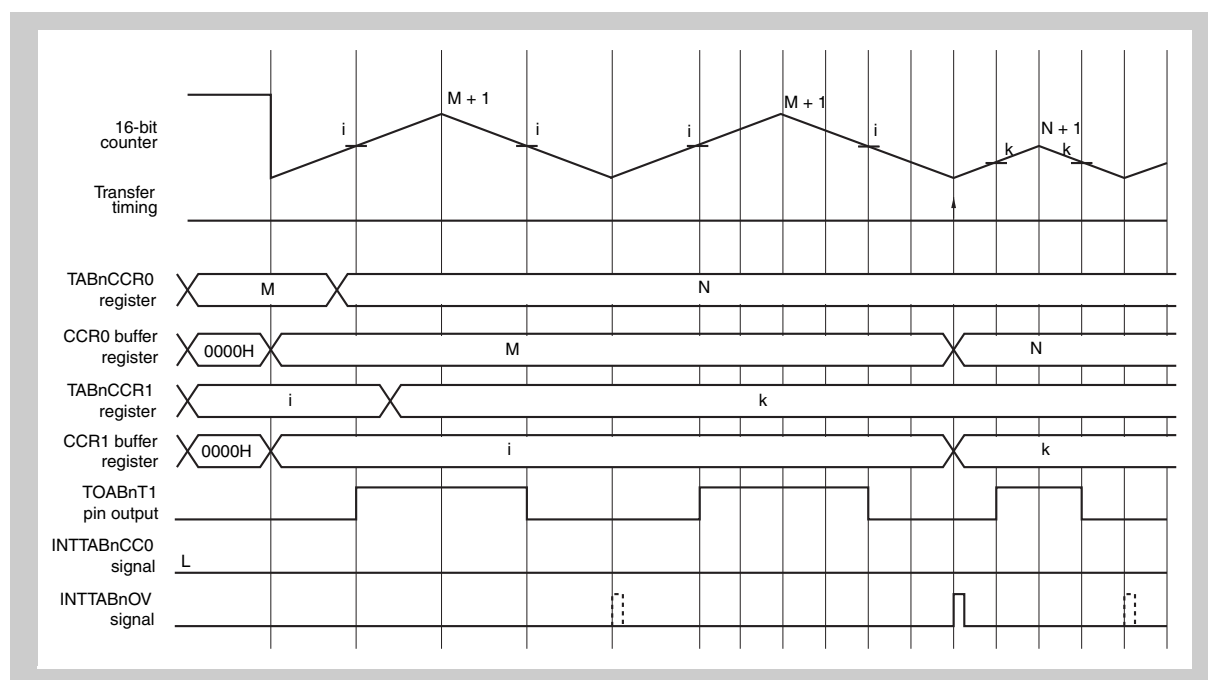 M + 1
M + 1
N + 1
i
i
i
i
k
k
16-bit
counter
Transfer
timing
TABnCCR0
register
M
N
CCR0 buffer
register
0000H
M
N
TABnCCR1
register
i
k
CCR1 buffer
register
0000H
i
k
TOABnT1
pin output
INTTABnCC0
signal
L
INTTABnOV
signal